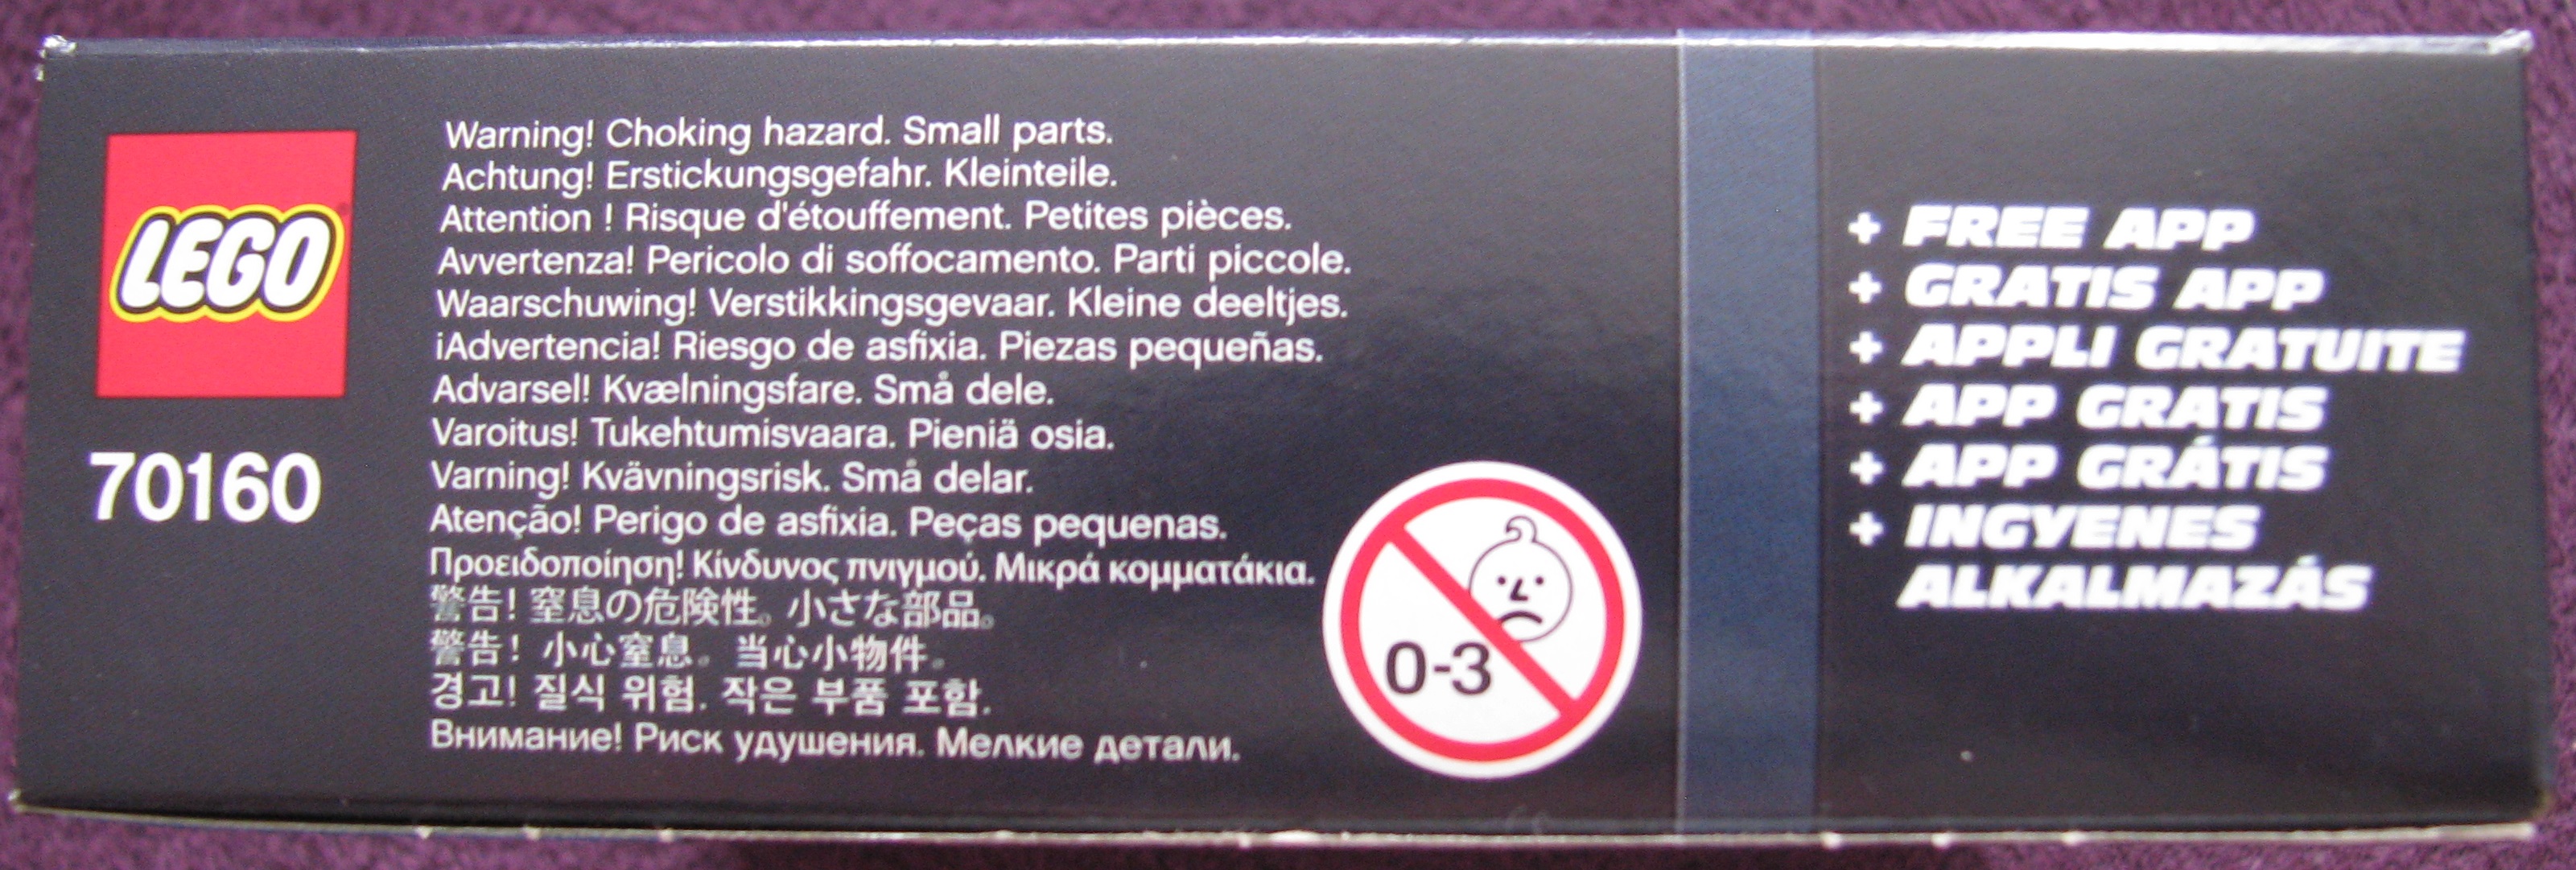 LEGO
70160
Warning! Choking hazard. Small parts.
Achtung! Erstickungsgefahr. Kleinteile.
Attention ! Risque d'étouffement. Petites pièces.
Avvertenza! Pericolo di soffocamento. Parti piccole.
Waarschuwing! Verstikkingsgevaar. Kleine deeltjes.
¡Advertencia! Riesgo de asfixia. Piezas pequeñas.
Advarsel! Kvælningsfare. Små dele.
Varoitus! Tukehtumisvaara. Pieniä osia.
Varning! Kvävningsrisk. Små delar.
Atenção! Perigo de asfixia. Peças pequenas.
Προειδοποίηση! Κίνδυνος πνιγμού. Μικρά κομματάκια.
警告! 窒息の危険性。小さな部品。
警告! 小心窒息。当心小物件。
경고! 질식 위험. 작은 부품 포함.
Внимание! Риск удушения. Мелкие детали.
0-3
+ FREE APP
+ GRATIS APP
+ APPLI GRATUITE
+ APP GRATIS
+ APP GRÁTIS
+ INGYENES
ALKALMAZÁS